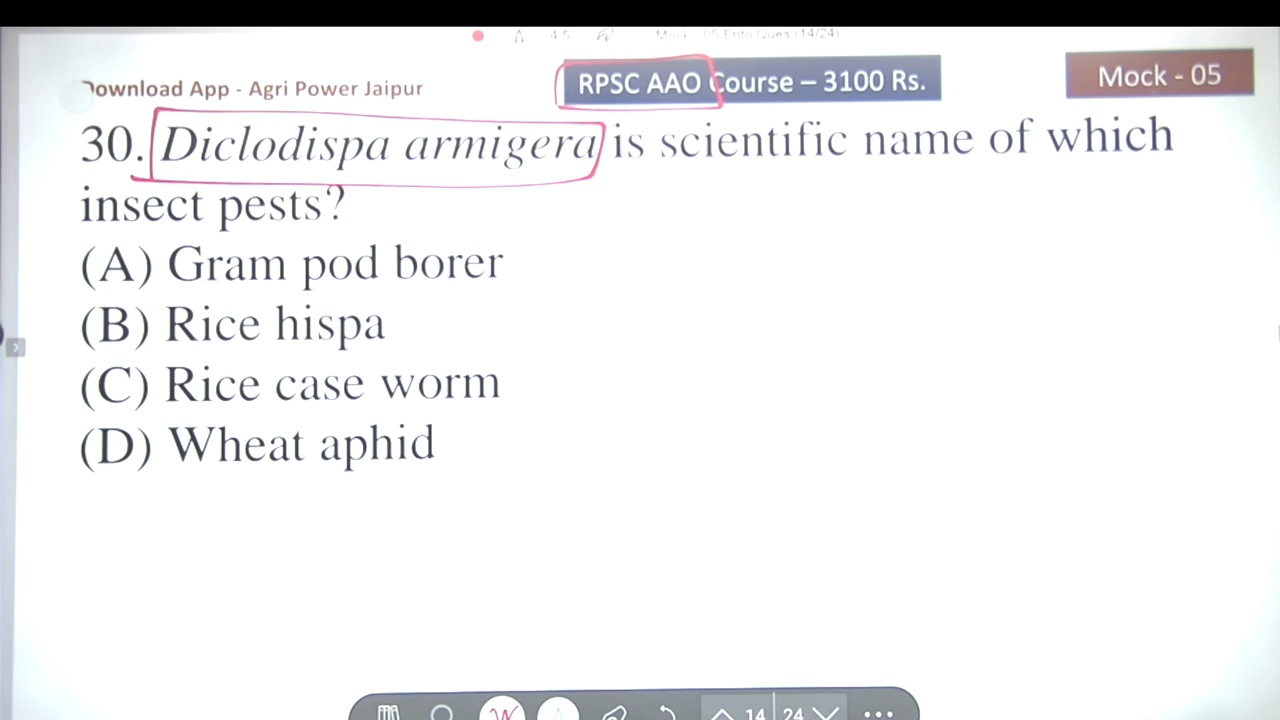 Download App - Agri Power Jaipur
RPSC AAO Course – 3100 Rs.
Mock - 05
30. Diclodispa armigera is scientific name of which
insect pests?
(A) Gram pod borer
(B) Rice hispa
(C) Rice case worm
(D) Wheat aphid
14 24